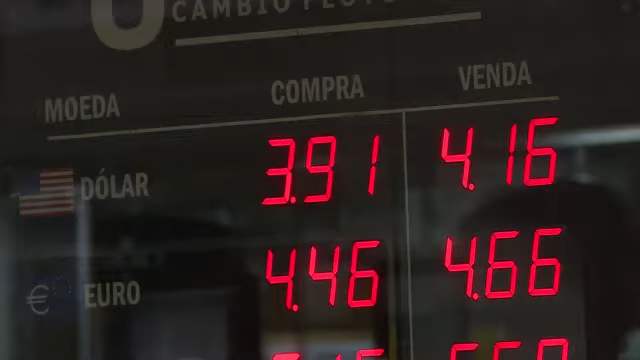 CAMBIO
MOEDA COMPRA VENDA
DÓLAR 3.91 4.16
€ EURO 4.46 4.66